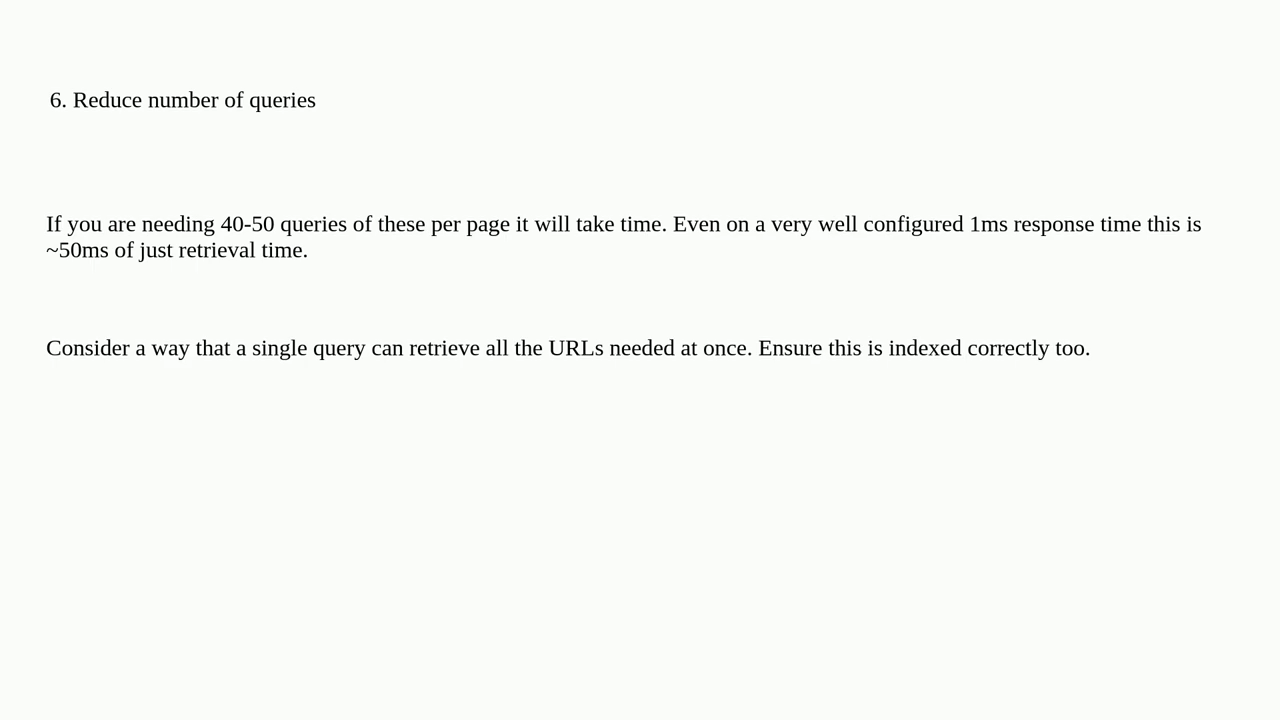 6. Reduce number of queries
If you are needing 40-50 queries of these per page it will take time. Even on a very well configured 1ms response time this is
~50ms of just retrieval time.
Consider a way that a single query can retrieve all the URLs needed at once. Ensure this is indexed correctly too.